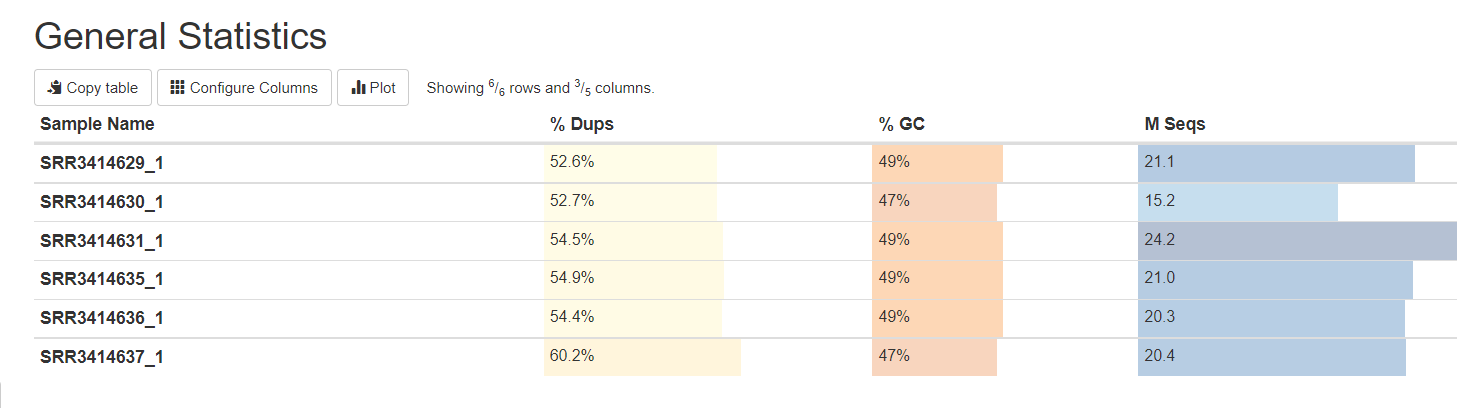 General Statistics
Copy table Configure Columns Plot Showing 6/6 rows and 3/5 columns.
Sample Name % Dups % GC M Seqs
SRR3414629_1 52.6% 49% 21.1
SRR3414630_1 52.7% 47% 15.2
SRR3414631_1 54.5% 49% 24.2
SRR3414635_1 54.9% 49% 21.0
SRR3414636_1 54.4% 49% 20.3
SRR3414637_1 60.2% 47% 20.4